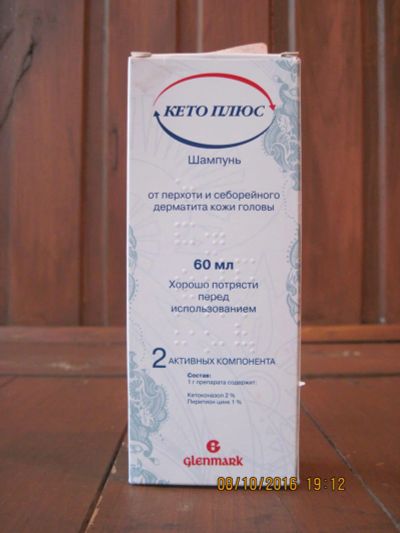 КЕТО ПЛЮС
Шампунь
от перхоти и себорейного
дерматита кожи головы
60 мл
Хорошо потрясти
перед
использованием
2 АКТИВНЫХ КОМПОНЕНТА
Состав:
1 г препарата содержит:
Кетоконазол 2 %
Пиритион цинк 1 %
G
GLENMARK
08/10/2016 19:12